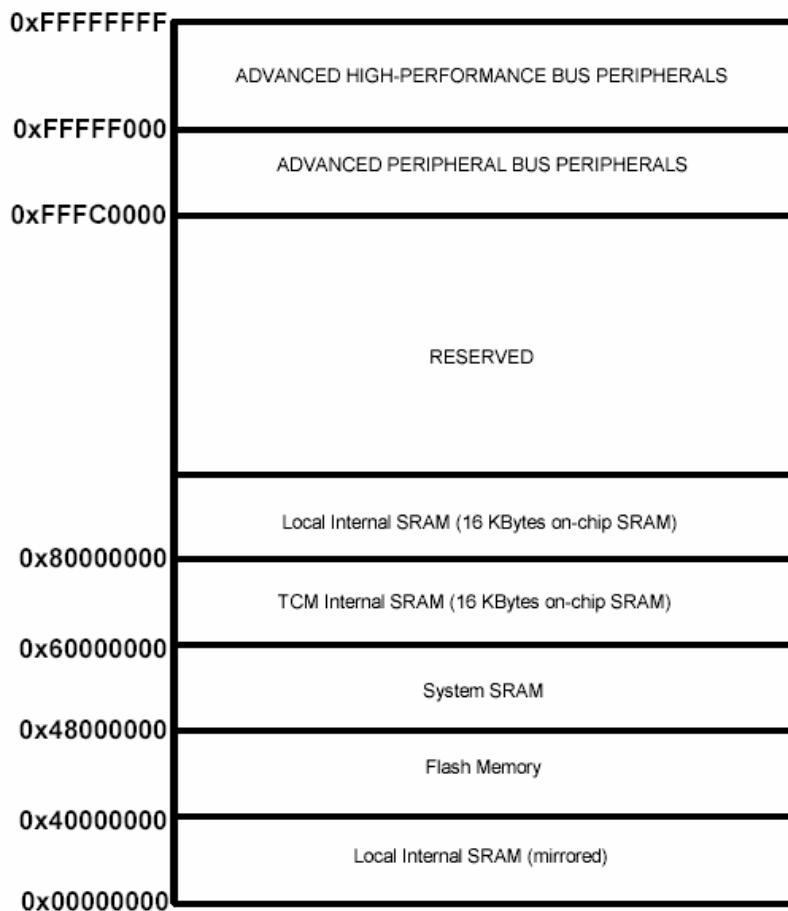 0xFFFFFFFF
ADVANCED HIGH-PERFORMANCE BUS PERIPHERALS
0xFFFFF000
ADVANCED PERIPHERAL BUS PERIPHERALS
0xFFFC0000
RESERVED
Local Internal SRAM (16 KBytes on-chip SRAM)
0x80000000
TCM Internal SRAM (16 KBytes on-chip SRAM)
0x60000000
System SRAM
0x48000000
Flash Memory
0x40000000
Local Internal SRAM (mirrored)
0x00000000